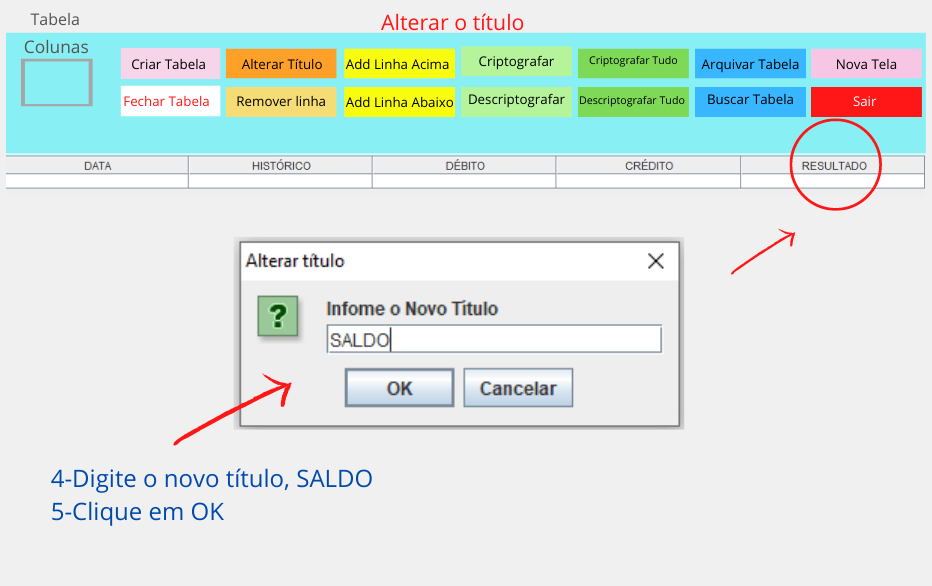 Tabela
Alterar o título
Colunas
Criar Tabela
Alterar Título
Add Linha Acima
Criptografar
Criptografar Tudo
Arquivar Tabela
Nova Tela
Fechar Tabela
Remover linha
Add Linha Abaixo
Descriptografar
Descriptografar Tudo
Buscar Tabela
Sair
DATA
HISTÓRICO
DÉBITO
CRÉDITO
RESULTADO
Alterar título
?
Infome o Novo Título
SALDO
OK
Cancelar
4-Digite o novo título, SALDO
5-Clique em OK